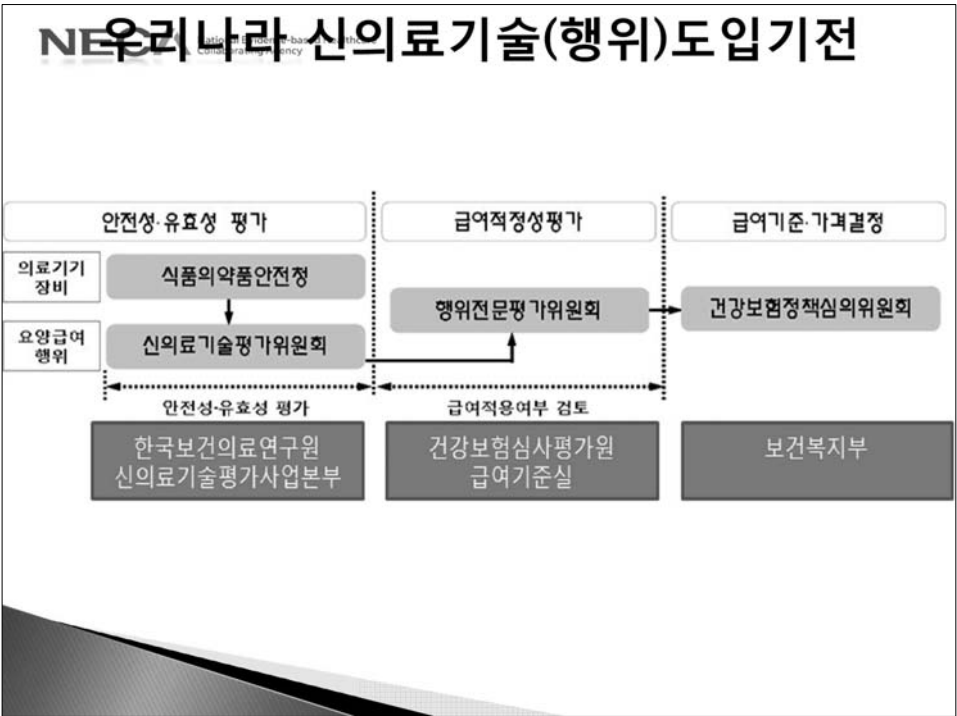 우리나라 신의료기술(행위)도입기전
NECA National Evidence-based Healthcare
Collaborating Agency
안전성·유효성 평가
급여적정성평가
급여기준·가격결정
의료기기
장비
식품의약품안전청
행위전문평가위원회
건강보험정책심의위원회
요양급여
행위
신의료기술평가위원회
안전성·유효성 평가
급여적용여부 검토
한국보건의료연구원
신의료기술평가사업본부
건강보험심사평가원
급여기준실
보건복지부